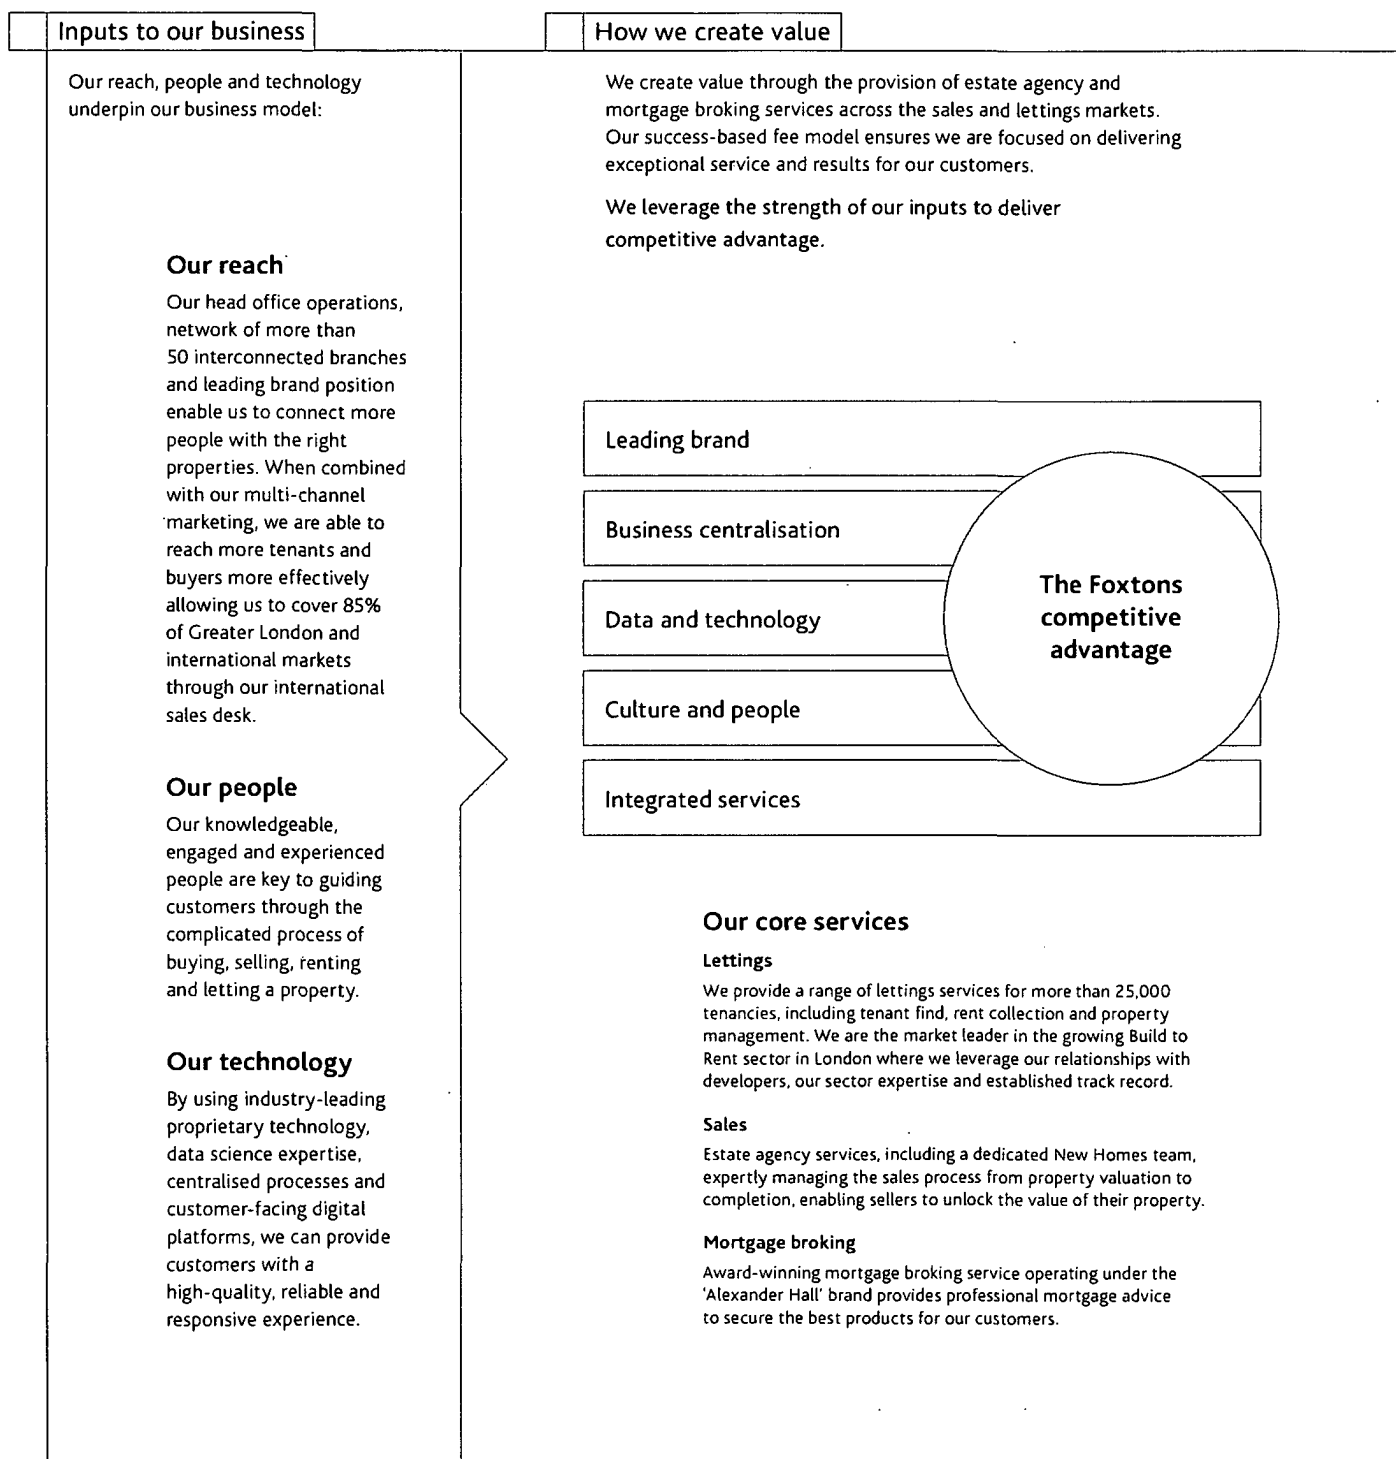 Inputs to our business
Our reach, people and technology
underpin our business model:
Our reach
Our head office operations,
network of more than
50 interconnected branches
and leading brand position
enable us to connect more
people with the right
properties. When combined
with our multi-channel
marketing, we are able to
reach more tenants and
buyers more effectively
allowing us to cover 85%
of Greater London and
international markets
through our international
sales desk.
Our people
Our knowledgeable,
engaged and experienced
people are key to guiding
customers through the
complicated process of
buying, selling, renting
and letting a property.
Our technology
By using industry-leading
proprietary technology,
data science expertise,
centralised processes and
customer-facing digital
platforms, we can provide
customers with a
high-quality, reliable and
responsive experience.
How we create value
We create value through the provision of estate agency and
mortgage broking services across the sales and lettings markets.
Our success-based fee model ensures we are focused on delivering
exceptional service and results for our customers.
We leverage the strength of our inputs to deliver
competitive advantage.
Leading brand
Business centralisation
Data and technology
Culture and people
Integrated services
The Foxtons
competitive
advantage
Our core services
Lettings
We provide a range of lettings services for more than 25,000
tenancies, including tenant find, rent collection and property
management. We are the market leader in the growing Build to
Rent sector in London where we leverage our relationships with
developers, our sector expertise and established track record.
Sales
Estate agency services, including a dedicated New Homes team,
expertly managing the sales process from property valuation to
completion, enabling sellers to unlock the value of their property.
Mortgage broking
Award-winning mortgage broking service operating under the
'Alexander Hall' brand provides professional mortgage advice
to secure the best products for our customers.